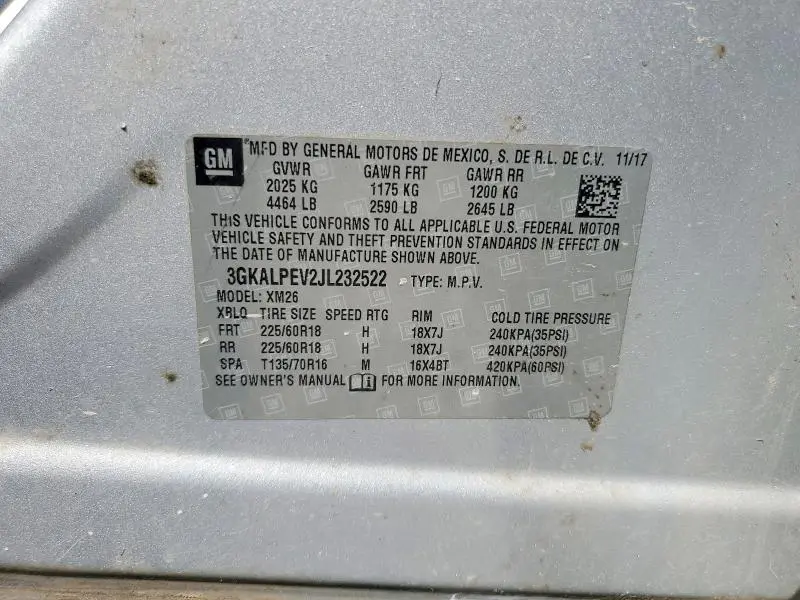 GM
MFD BY GENERAL MOTORS DE MEXICO, S. DE R.L. DE C.V. 11/17
GVWR GAWR FRT GAWR RR
2025 KG 1175 KG 1200 KG
4464 LB 2590 LB 2645 LB
THIS VEHICLE CONFORMS TO ALL APPLICABLE U.S. FEDERAL MOTOR
VEHICLE SAFETY AND THEFT PREVENTION STANDARDS IN EFFECT ON
THE DATE OF MANUFACTURE SHOWN ABOVE.
3GKALPEV2JL232522 TYPE: M.P.V.
MODEL: XM26
XBLQ TIRE SIZE SPEED RTG RIM COLD TIRE PRESSURE
FRT 225/60R18 H 18X7J 240KPA(35PSI)
RR 225/60R18 H 18X7J 240KPA(35PSI)
SPA T135/70R16 M 16X4BT 420KPA(60PSI)
SEE OWNER'S MANUAL FOR MORE INFORMATION.